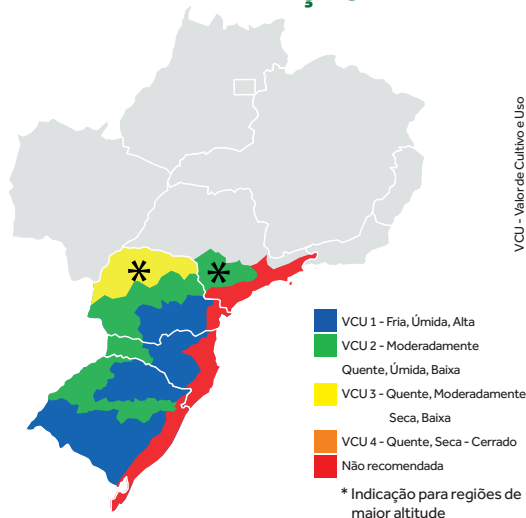 *
*
VCU - Valor de Cultivo e Uso
VCU 1 - Fria, Úmida, Alta
VCU 2 - Moderadamente
Quente, Úmida, Baixa
VCU 3 - Quente, Moderadamente
Seca, Baixa
VCU 4 - Quente, Seca - Cerrado
Não recomendada
* Indicação para regiões de
maior altitude